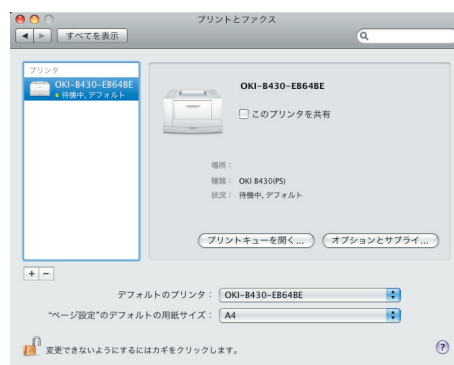 プリントとファクス
すべてを表示
プリンタ
OKI-B430-EB64BE
待機中, デフォルト
OKI-B430-EB64BE
このプリンタを共有
場所：
種類： OKI B430(PS)
状況： 待機中, デフォルト
プリントキューを開く...
オプションとサプライ...
+ −
デフォルトのプリンタ： OKI-B430-EB64BE
"ページ設定"のデフォルトの用紙サイズ： A4
変更できないようにするにはカギをクリックします。
?